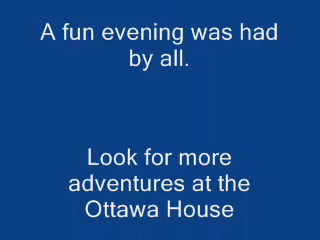 A fun evening was had
by all.
Look for more
adventures at the
Ottawa House